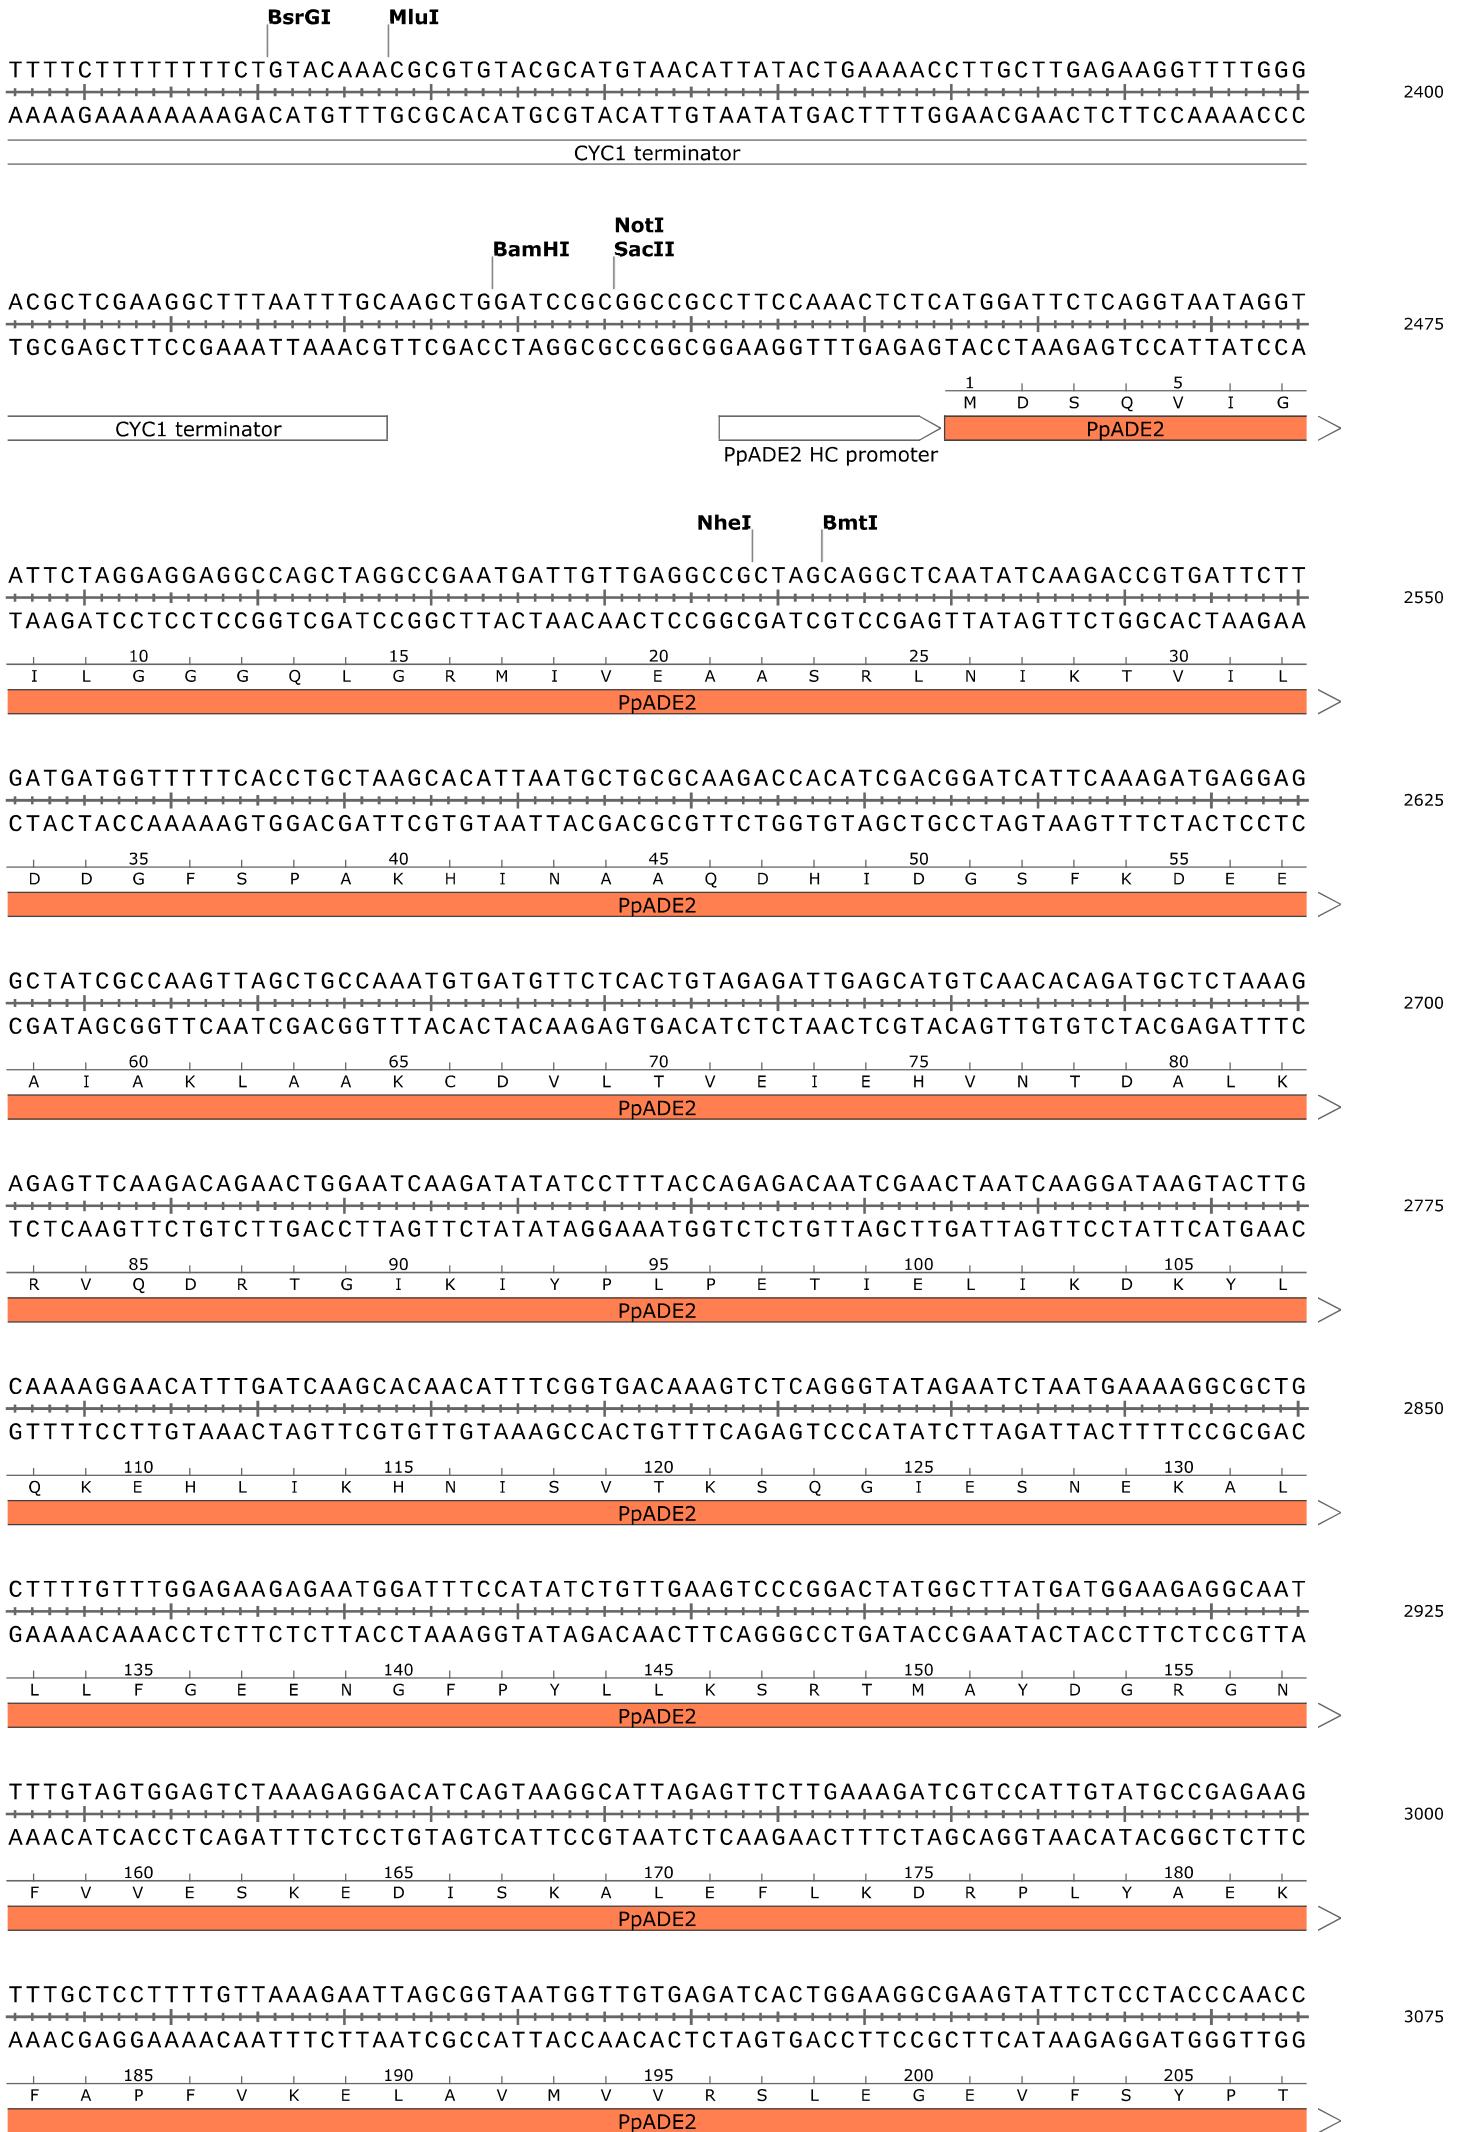 BsrGI MluI
TTTTCTTTTTTTTCTGTACAAACGCGTGTACGCATGTAACATTATACTGAAAACCTTGCTTGAGAAGGTTTTGGG
2400
AAAAGAAAAAAAAGACATGTTTGCGCACATGCGTACATTGTAATATGACTTTTGGAACGAACTCTTCCAAAACCC
CYC1 terminator
NotI
BamHI SacII
ACGCTCGAAGGCTTTAATTTGCAAGCTGGATCCGCGGCCGCCTTCCAAACTCTCATGGATTCTCAGGTAATAGGT
2475
TGCGAGCTTCCGAAATTAAACGTTCGACCTAGGCGCCGGCGGAAGGTTTGAGAGTACCTAAGAGTCCATTATCCA
1 5
M D S Q V I G
CYC1 terminator PpADE2
PpADE2 HC promoter
NheI BmtI
ATTCTAGGAGGAGGCCAGCTAGGCCGAATGATTGTTGAGGCCGCTAGCAGGCTCAATATCAAGACCGTGATTCTT
2550
TAAGATCCTCCTCCGGTCGATCCGGCTTACTAACAACTCCGGCGATCGTCCGAGTTATAGTTCTGGCACTAAGAA
10 15 20 25 30
I L G G G Q L G R M I V E A A S R L N I K T V I L
PpADE2
GATGATGGTTTTTCACCTGCTAAGCACATTAATGCTGCGCAAGACCACATCGACGGATCATTCAAAGATGAGGAG
2625
CTACTACCAAAAAGTGGACGATTCGTGTAATTACGACGCGTTCTGGTGTAGCTGCCTAGTAAGTTTCTACTCCTC
35 40 45 50 55
D D G F S P A K H I N A A Q D H I D G S F K D E E
PpADE2
GCTATCGCCAAGTTAGCTGCCAAATGTGATGTTCTCACTGTAGAGATTGAGCATGTCAACACAGATGCTCTAAAG
2700
CGATAGCGGTTCAATCGACGGTTTACACTACAAGAGTGACATCTCTAACTCGTACAGTTGTGTCTACGAGATTTC
60 65 70 75 80
A I A K L A A K C D V L T V E I E H V N T D A L K
PpADE2
AGAGTTCAAGACAGAACTGGAATCAAGATATATCCTTTACCAGAGACAATCGAACTAATCAAGGATAAGTACTTG
2775
TCTCAAGTTCTGTCTTGACCTTAGTTCTATATAGGAAATGGTCTCTGTTAGCTTGATTAGTTCCTATTCATGAAC
85 90 95 100 105
R V Q D R T G I K I Y P L P E T I E L I K D K Y L
PpADE2
CAAAAGGAACATTTGATCAAGCACAACATTTCGGTGACAAAGTCTCAGGGTATAGAATCTAATGAAAAGGCGCTG
2850
GTTTTCCTTGTAAACTAGTTCGTGTTGTAAAGCCACTGTTTCAGAGTCCCATATCTTAGATTACTTTTCCGCGAC
110 115 120 125 130
Q K E H L I K H N I S V T K S Q G I E S N E K A L
PpADE2
CTTTTGTTTGGAGAAGAGAATGGATTTCCATATCTGTTGAAGTCCCGGACTATGGCTTATGATGGAAGAGGCAAT
2925
GAAAACAAACCTCTTCTCTTACCTAAAGGTATAGACAACTTCAGGGCCTGATACCGAATACTACCTTCTCCGTTA
135 140 145 150 155
L L F G E E N G F P Y L L K S R T M A Y D G R G N
PpADE2
TTTGTAGTGGAGTCTAAAGAGGACATCAGTAAGGCATTAGAGTTCTTGAAAGATCGTCCATTGTATGCCGAGAAG
3000
AAACATCACCTCAGATTTCTCCTGTAGTCATTCCGTAATCTCAAGAACTTTCTAGCAGGTAACATACGGCTCTTC
160 165 170 175 180
F V V E S K E D I S K A L E F L K D R P L Y A E K
PpADE2
TTTGCTCCTTTTGTTAAAGAATTAGCGGTAATGGTTGTGAGATCACTGGAAGGCGAAGTATTCTCCTACCCAACC
3075
AAACGAGGAAAACAATTTCTTAATCGCCATTACCAACACTCTAGTGACCTTCCGCTTCATAAGAGGATGGGTTGG
185 190 195 200 205
F A P F V K E L A V M V V R S L E G E V F S Y P T
PpADE2